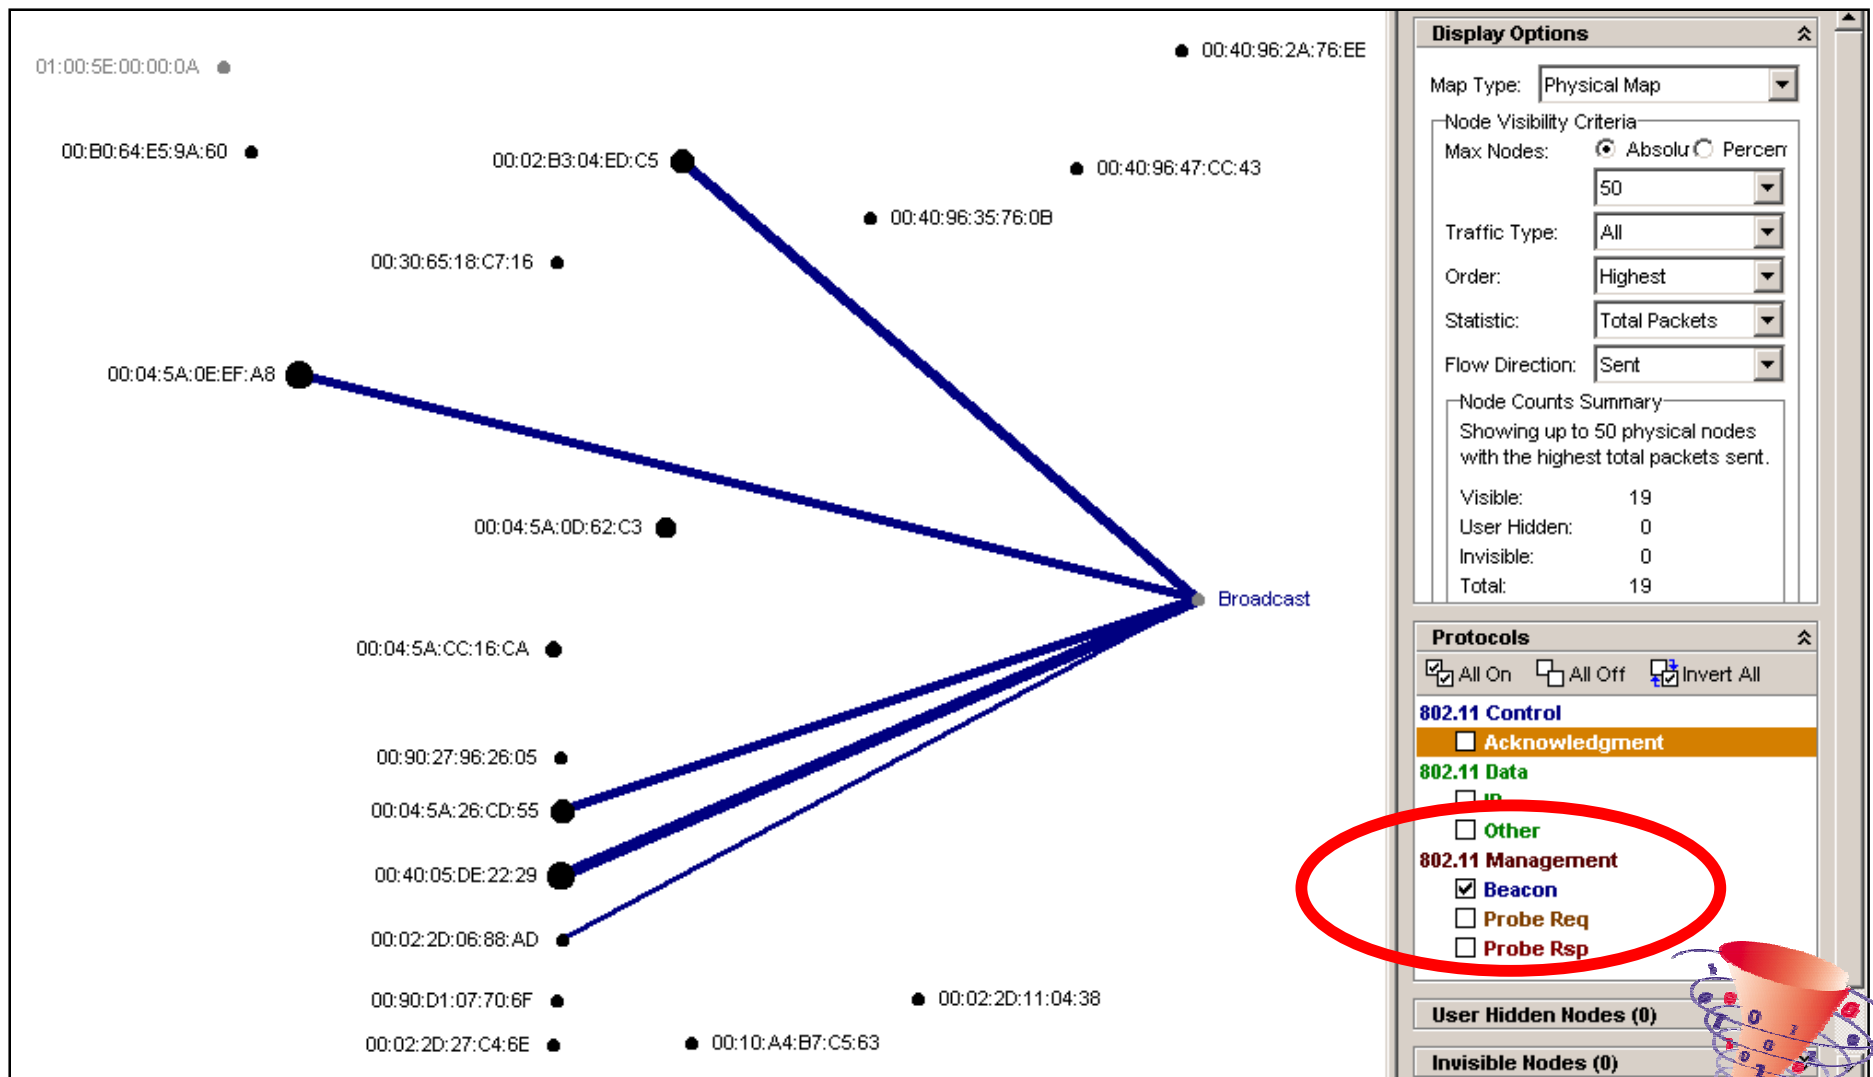 01:00:5E:00:00:0A
00:40:96:2A:76:EE
00:B0:64:E5:9A:60
00:02:B3:04:ED:C5
00:40:96:47:CC:43
00:40:96:35:76:0B
00:30:65:18:C7:16
00:04:5A:0E:EF:A8
00:04:5A:0D:62:C3
Broadcast
00:04:5A:CC:16:CA
00:90:27:96:26:05
00:04:5A:26:CD:55
00:40:05:DE:22:29
00:02:2D:06:88:AD
00:90:D1:07:70:6F
00:02:2D:11:04:38
00:02:2D:27:C4:6E
00:10:A4:B7:C5:63
Display Options
Map Type: Physical Map
Node Visibility Criteria
Max Nodes: Absolu Percen
50
Traffic Type: All
Order: Highest
Statistic: Total Packets
Flow Direction: Sent
Node Counts Summary
Showing up to 50 physical nodes
with the highest total packets sent.
Visible: 19
User Hidden: 0
Invisible: 0
Total: 19
Protocols
All On All Off Invert All
802.11 Control
Acknowledgment
802.11 Data
IP
Other
802.11 Management
Beacon
Probe Req
Probe Rsp
User Hidden Nodes (0)
Invisible Nodes (0)